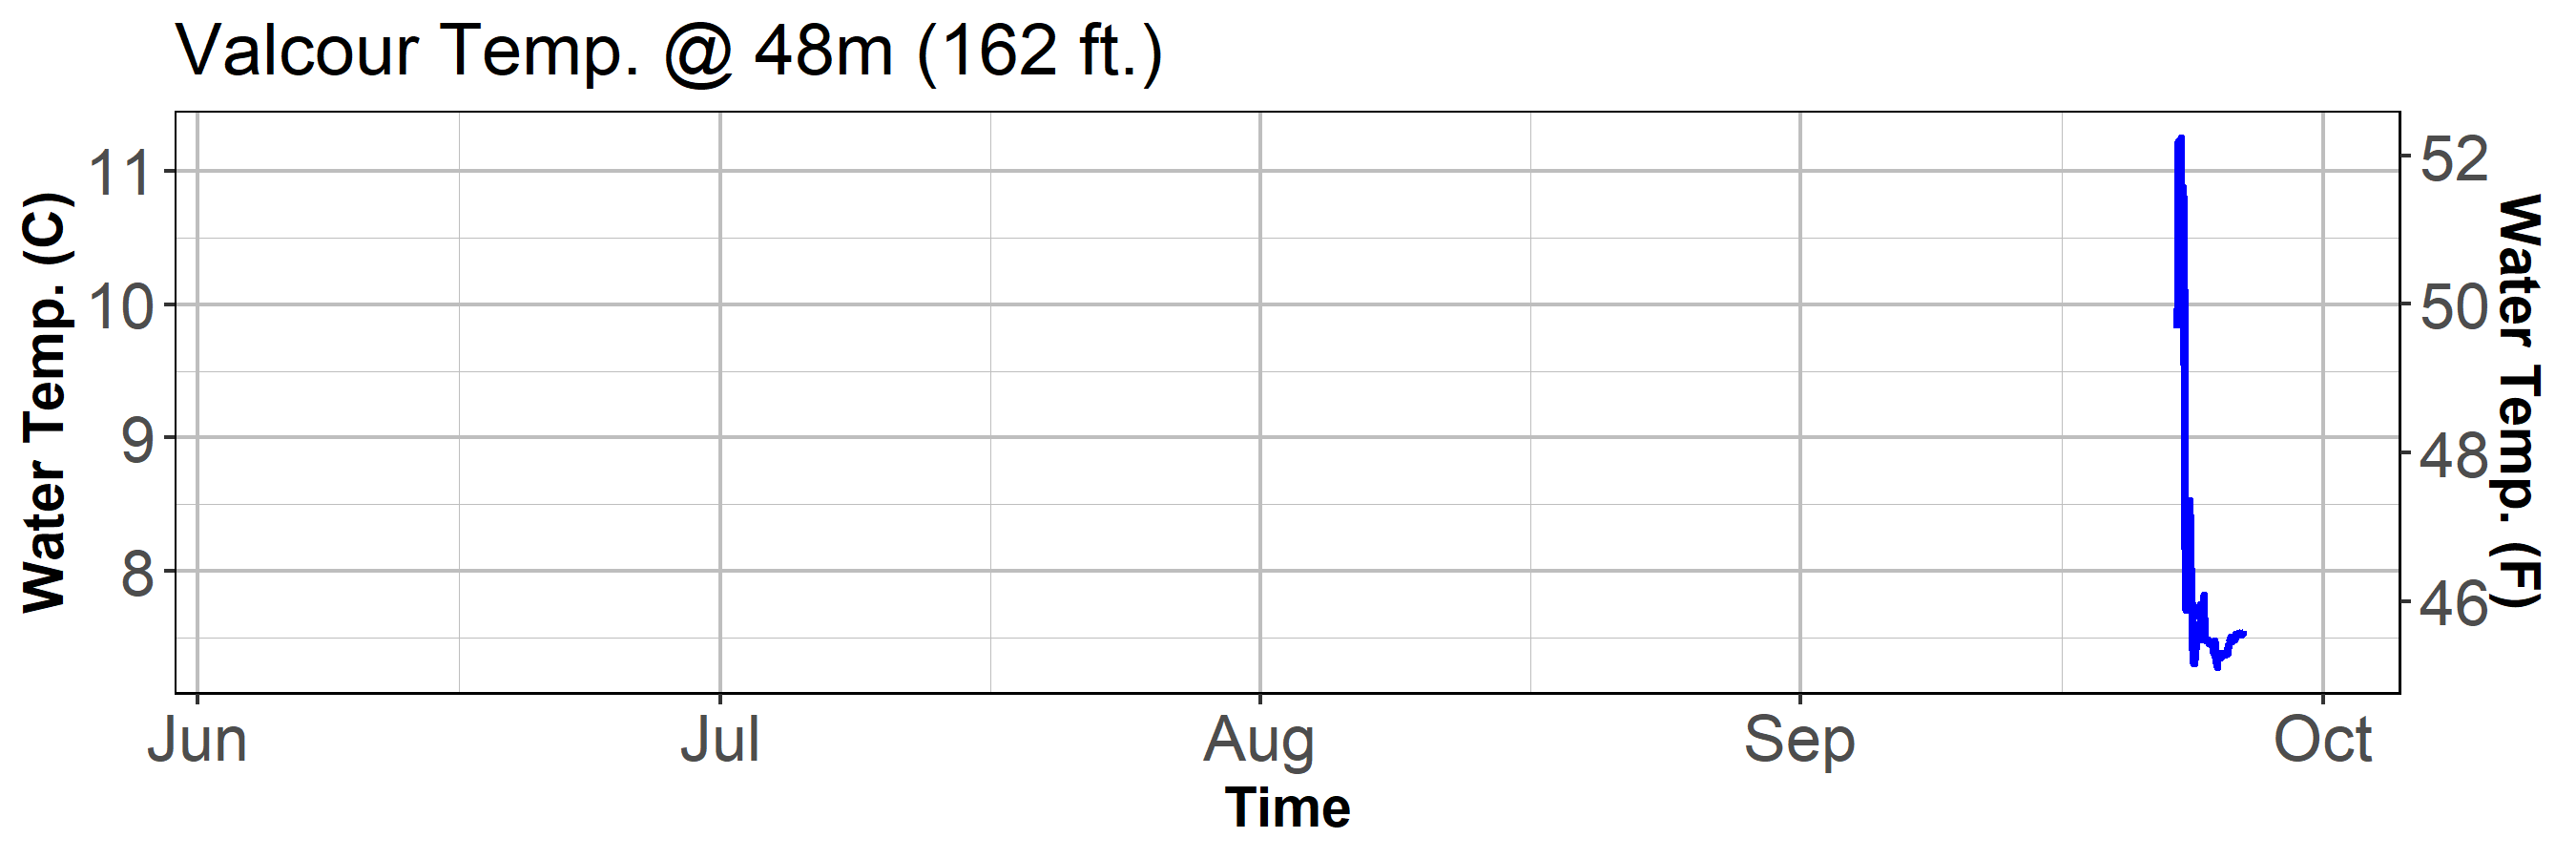 Valcour Temp. @ 48m (162 ft.)
Water Temp. (C)
11
10
9
8
52
50
48
46
Water Temp. (F)
Jun Jul Aug Sep Oct
Time